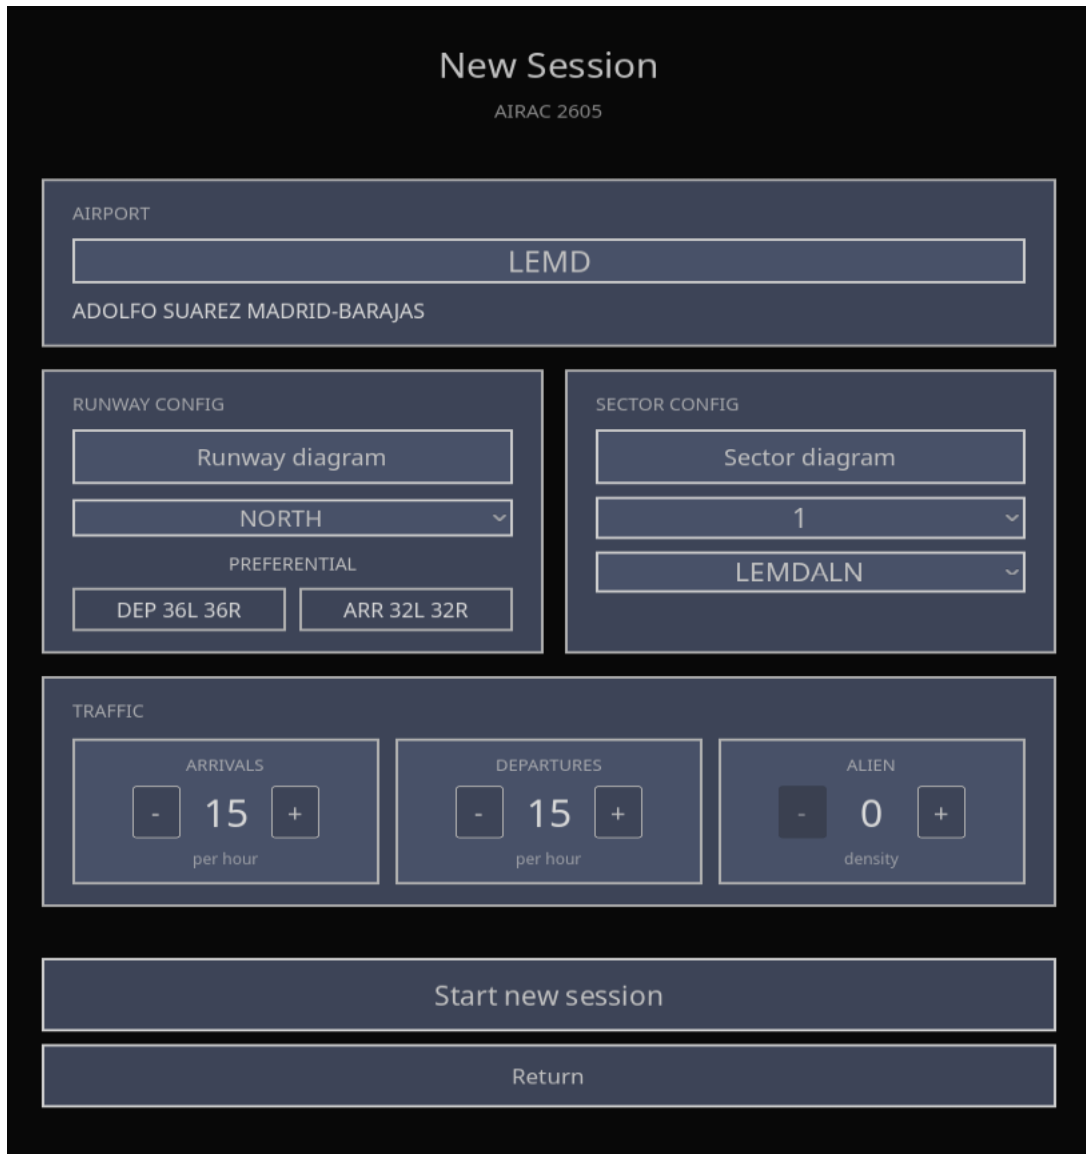 New Session
AIRAC 2605
AIRPORT
LEMD
ADOLFO SUAREZ MADRID-BARAJAS
RUNWAY CONFIG
Runway diagram
NORTH
PREFERENTIAL
DEP 36L 36R
ARR 32L 32R
SECTOR CONFIG
Sector diagram
1
LEMDALN
TRAFFIC
ARRIVALS
- 15 +
per hour
DEPARTURES
- 15 +
per hour
ALIEN
- 0 +
density
Start new session
Return